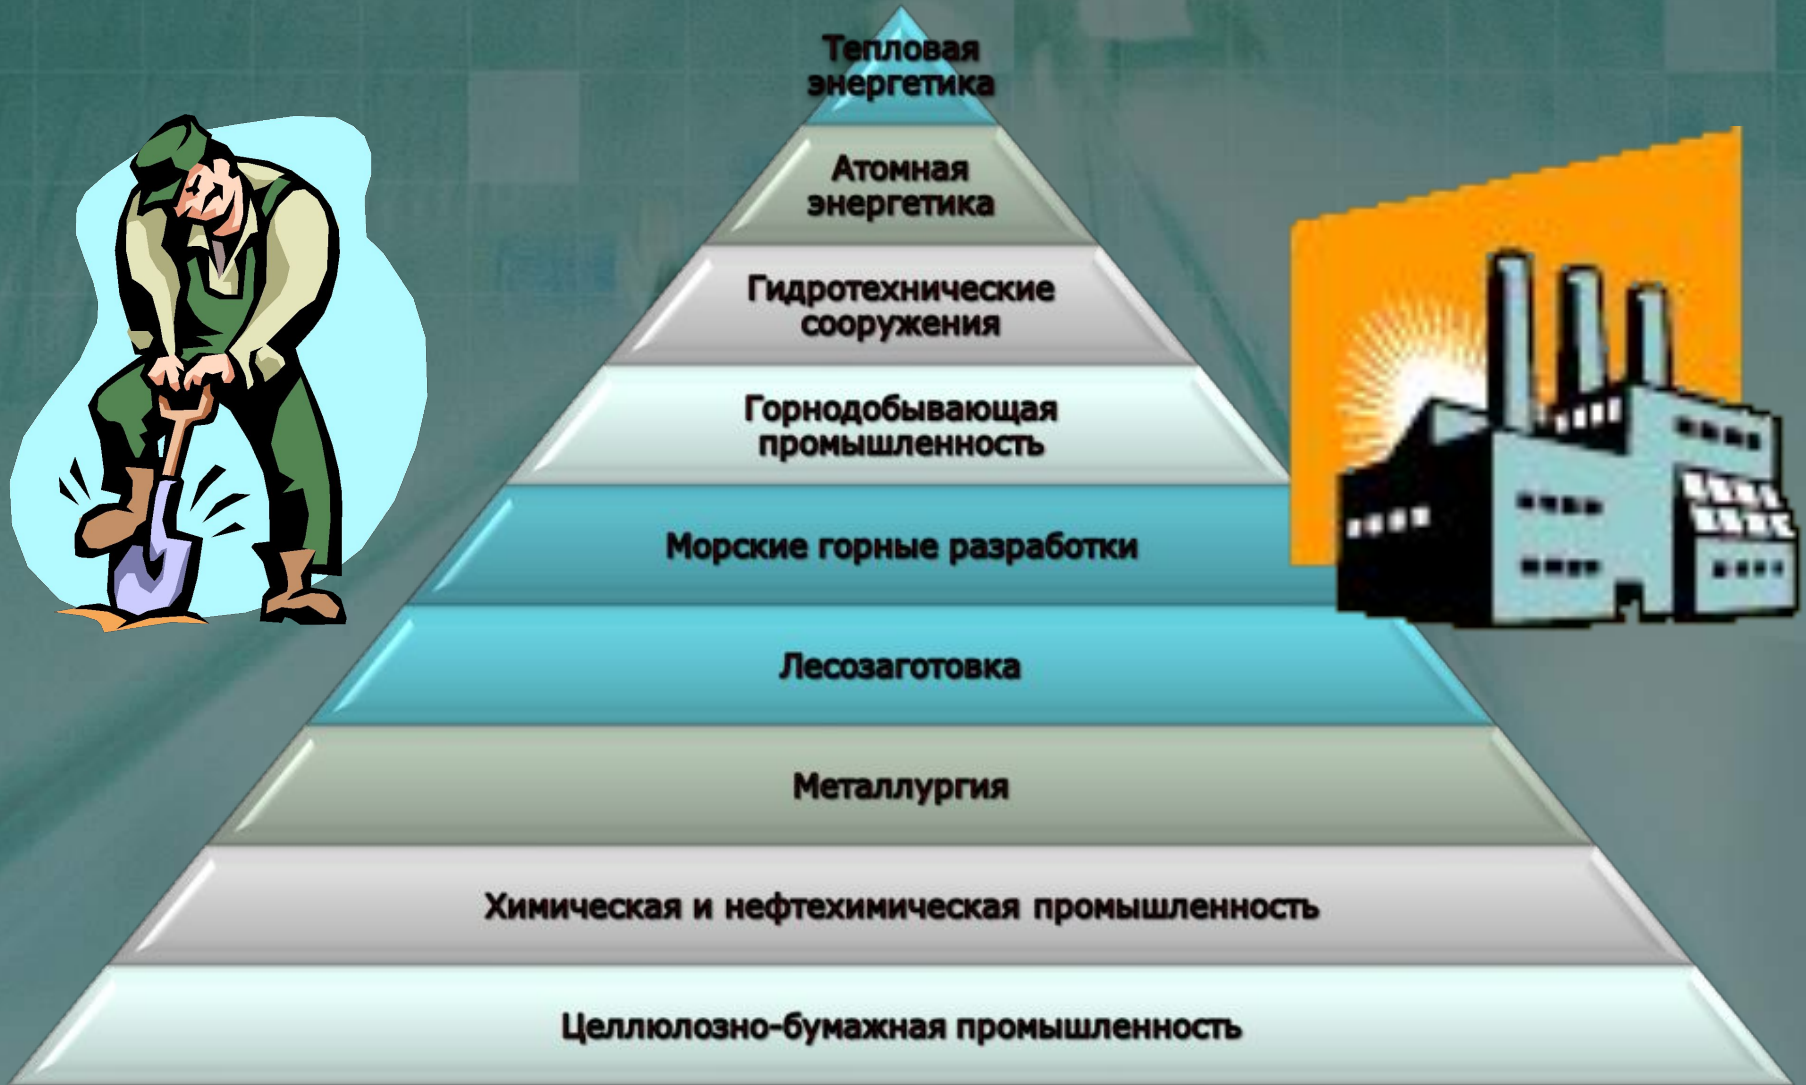 Тепловая
энергетика
Атомная
энергетика
Гидротехнические
сооружения
Горнодобывающая
промышленность
Морские горные разработки
Лесозаготовка
Металлургия
Химическая и нефтехимическая промышленность
Целлюлозно-бумажная промышленность